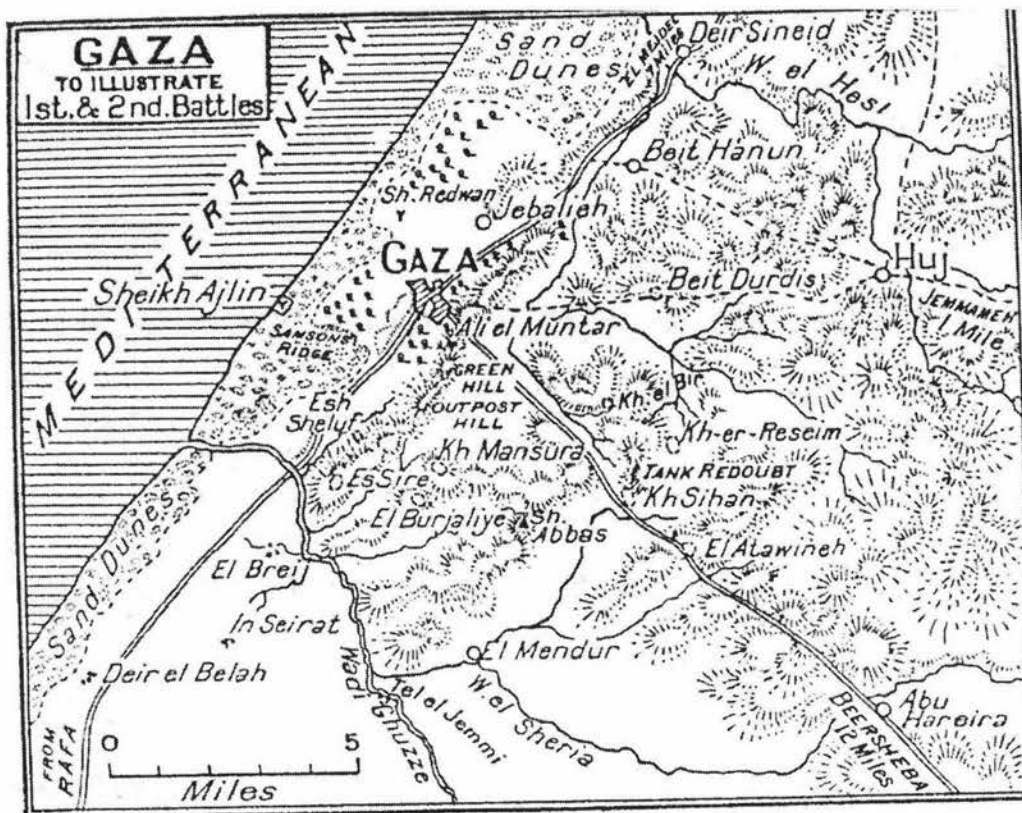 GAZA
TO ILLUSTRATE
1st. & 2nd. Battles
MEDITERRANEAN
Sand
Dunes
EL MEJDEL
7 Miles
Deir Sineid
W el Hesi
Beit Hanun
Sh. Redwan
Jebalieh
GAZA
Huj
Beit Durdis
JEMMAMEH
1 Mile
Sheikh Ajlin
SAMSONS
RIDGE
Ali el Muntar
GREEN
HILL
OUTPOST
HILL
Kh. el Bir
Esh
Sheluf
Kh-er-Reseim
Kh Mansura
TANK REDOUBT
Es Sire
Kh Sihan
El Burjaliye
Sh.
Abbas
El Atawineh
Sand Dunes
El Breij
In Seirat
El Mendur
Deir el Belah
Wadi Ghuzze
Tel el Jemmi
W el Sheria
Abu
Hareira
BEERSHEBA
12 Miles
FROM
RAFA
0 5
Miles